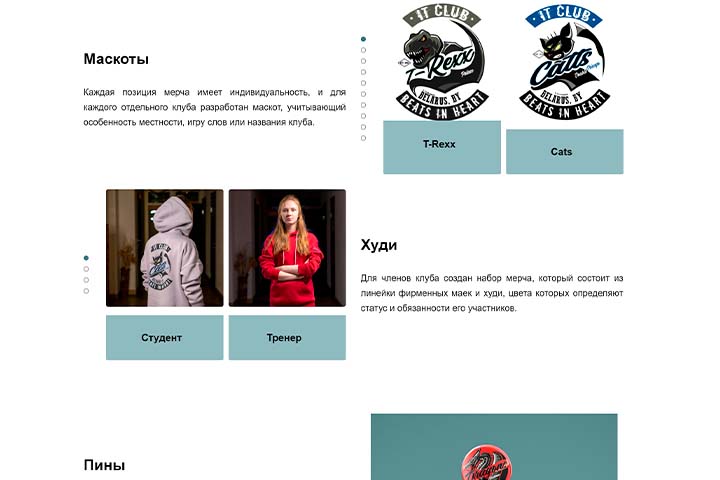 Маскоты
Каждая позиция мерча имеет индивидуальность, и для
каждого отдельного клуба разработан маскот, учитывающий
особенность местности, игру слов или названия клуба.
IT CLUB
T-Rexx
BELARUS, BY
BEATS IN HEART
T-Rexx
IT CLUB
Catts
BELARUS, BY
BEATS IN HEART
Cats
Студент
Тренер
Худи
Для членов клуба создан набор мерча, который состоит из
линейки фирменных маек и худи, цвета которых определяют
статус и обязанности его участников.
Пины